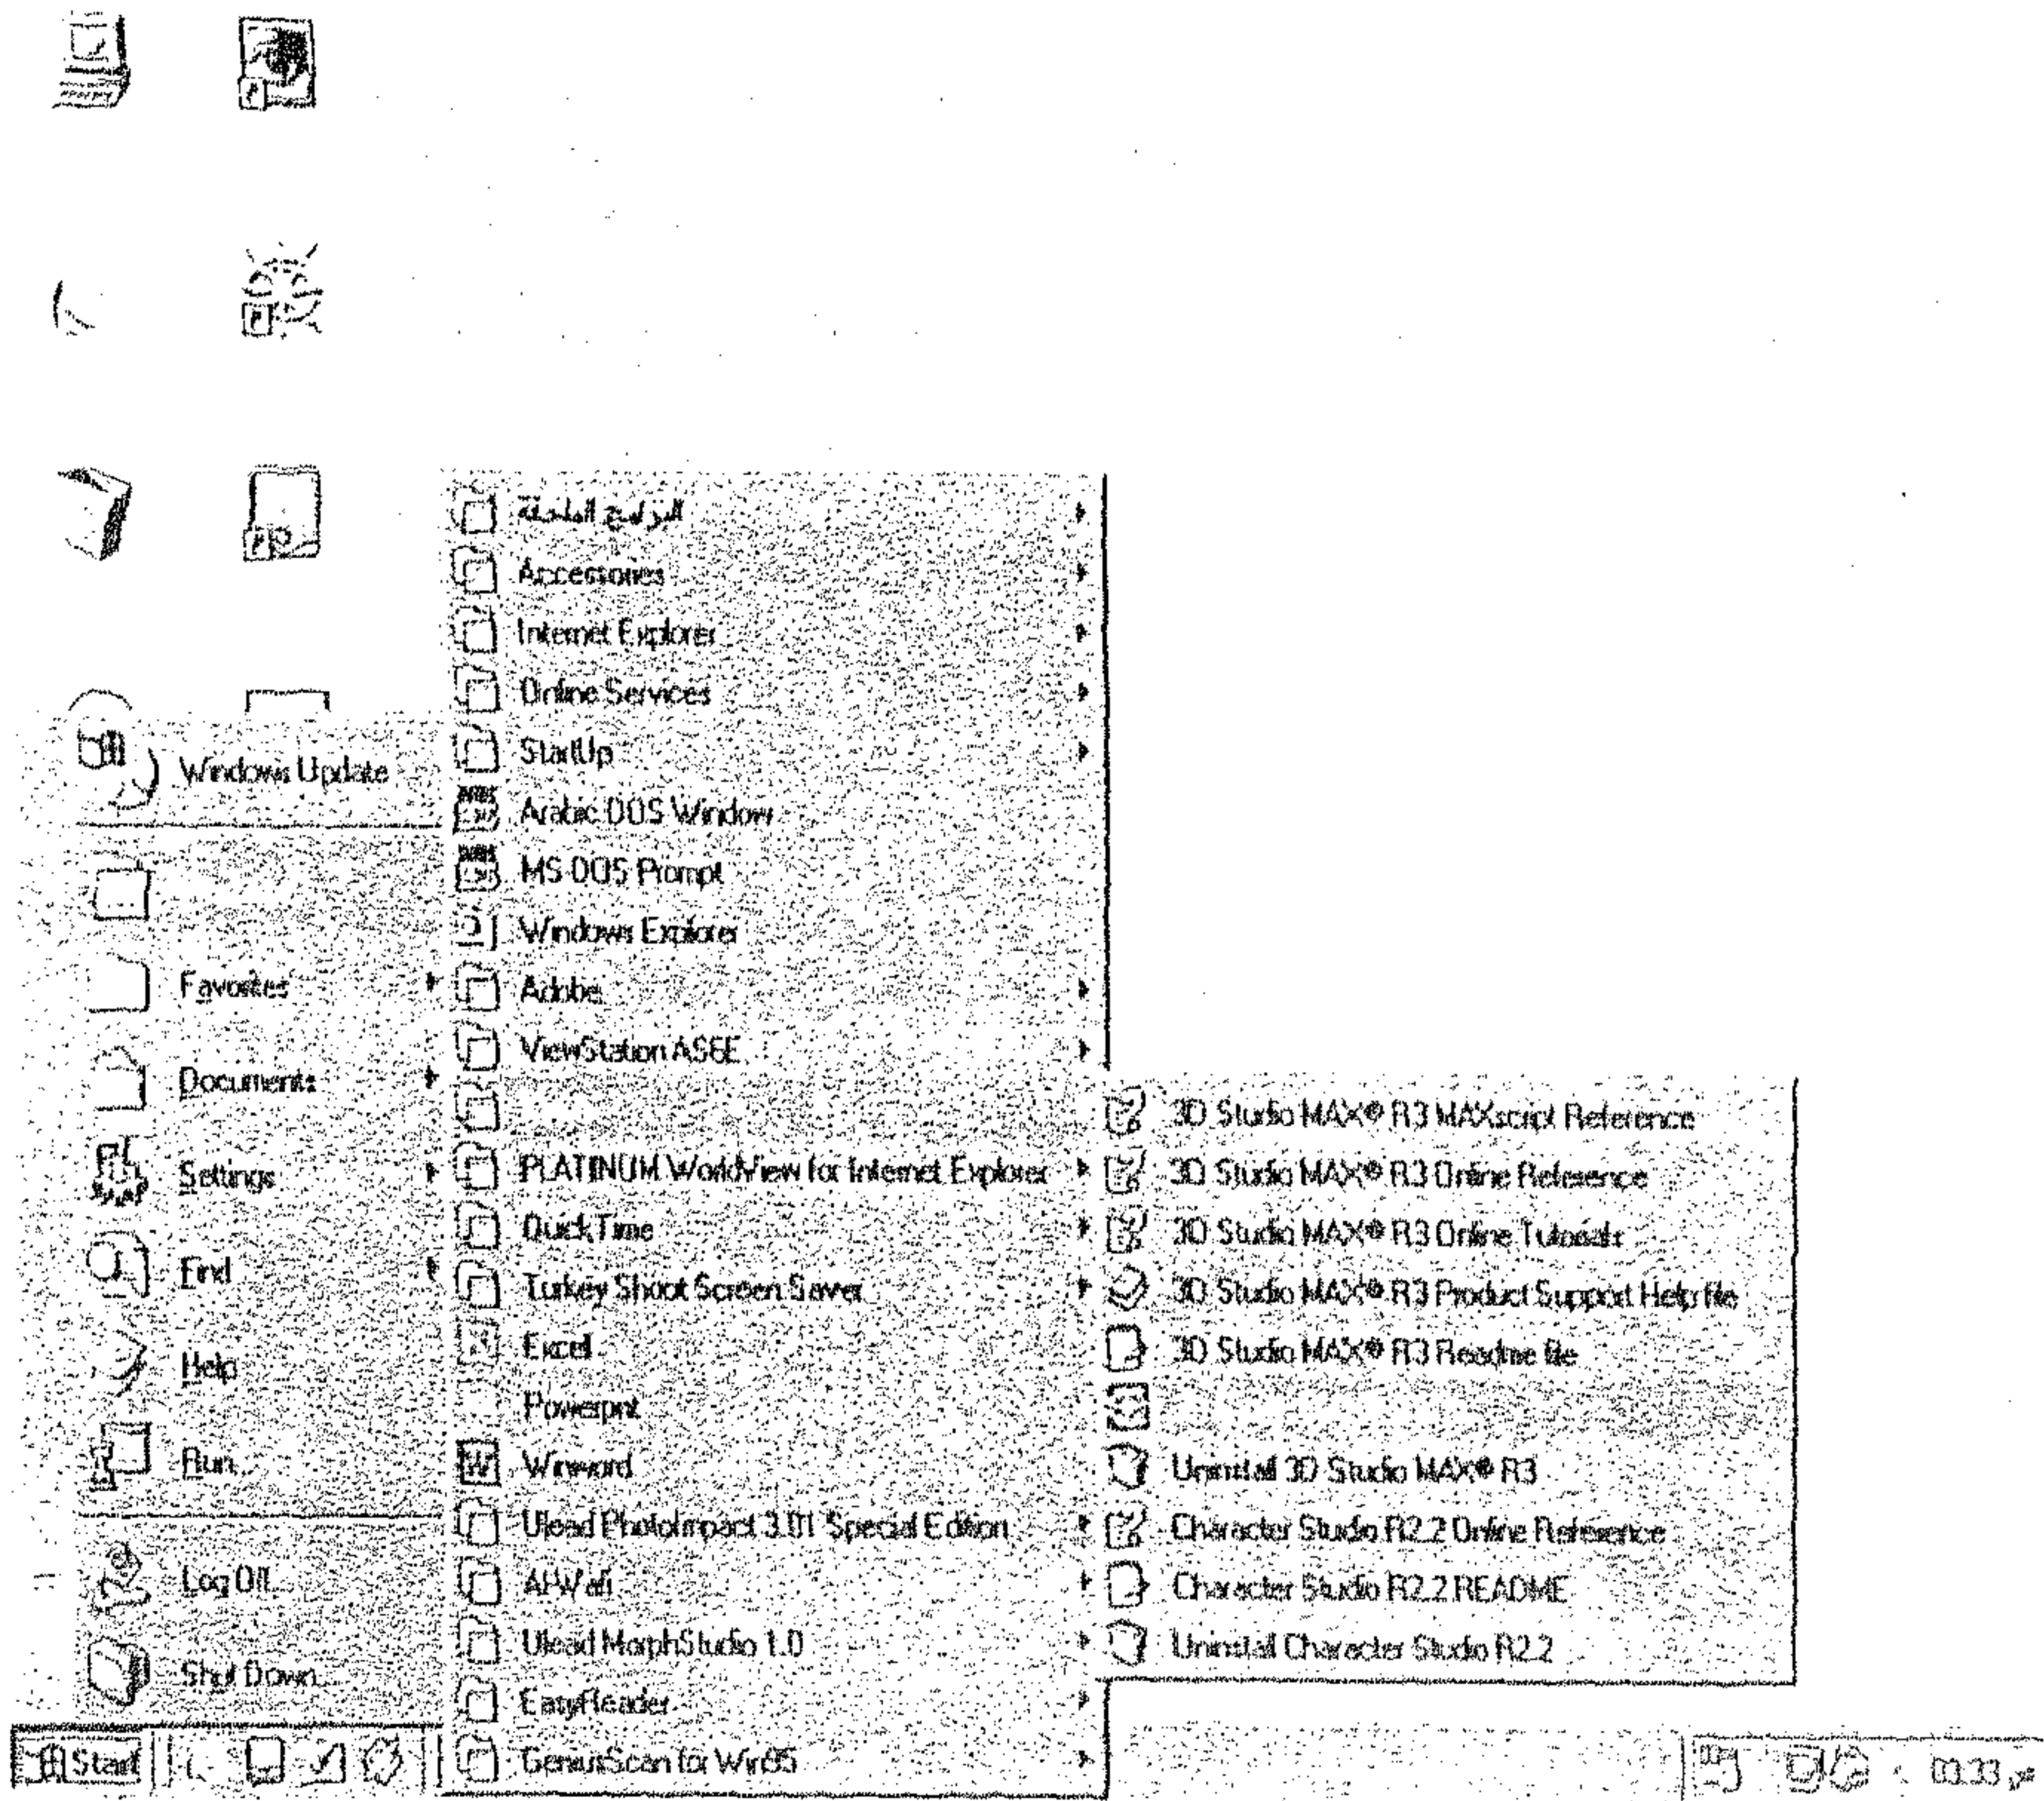 البرامج الملحقة
Accessories
Internet Explorer
Online Services
StartUp
Arabic DOS Window
MS-DOS Prompt
Windows Explorer
Adobe
ViewStation AS6E
PLATINUM WorldView for Internet Explorer
QuickTime
Turkey Shoot Screen Saver
Excel
Powerpnt
Winword
Ulead PhotoImpact 3.01 Special Edition
AlWafi
Ulead MorphStudio 1.0
EasyReader
GeniusScan for Win95
Windows Update
Favorites
Documents
Settings
Find
Help
Run...
Log Off...
Shut Down...
3D Studio MAX® R3 MAXscript Reference
3D Studio MAX® R3 Online Reference
3D Studio MAX® R3 Online Tutorials
3D Studio MAX® R3 Product Support Help file
3D Studio MAX® R3 Readme file
Uninstall 3D Studio MAX® R3
Character Studio R2.2 Online Reference
Character Studio R2.2 README
Uninstall Character Studio R2.2
Start